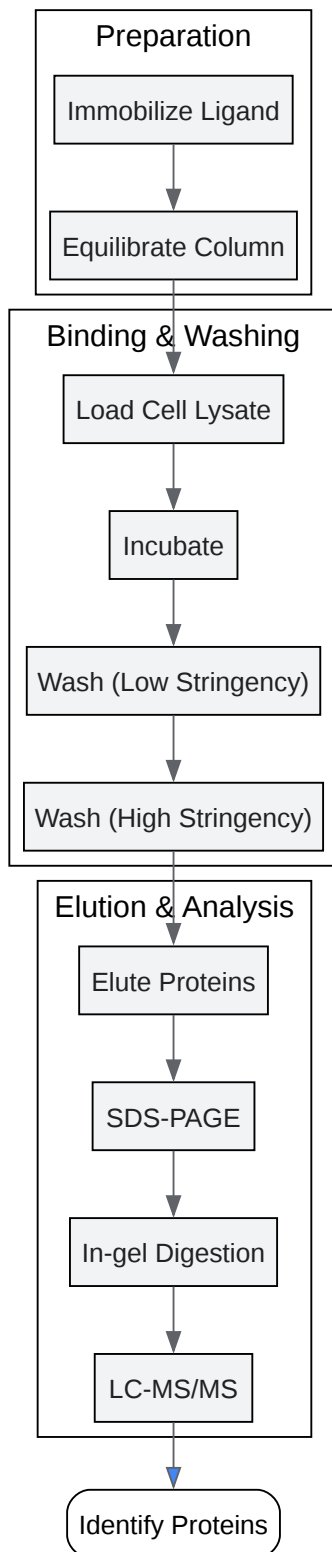 Preparation
Immobilize Ligand
Equilibrate Column
Binding & Washing
Load Cell Lysate
Incubate
Wash (Low Stringency)
Wash (High Stringency)
Elution & Analysis
Elute Proteins
SDS-PAGE
In-gel Digestion
LC-MS/MS
Identify Proteins